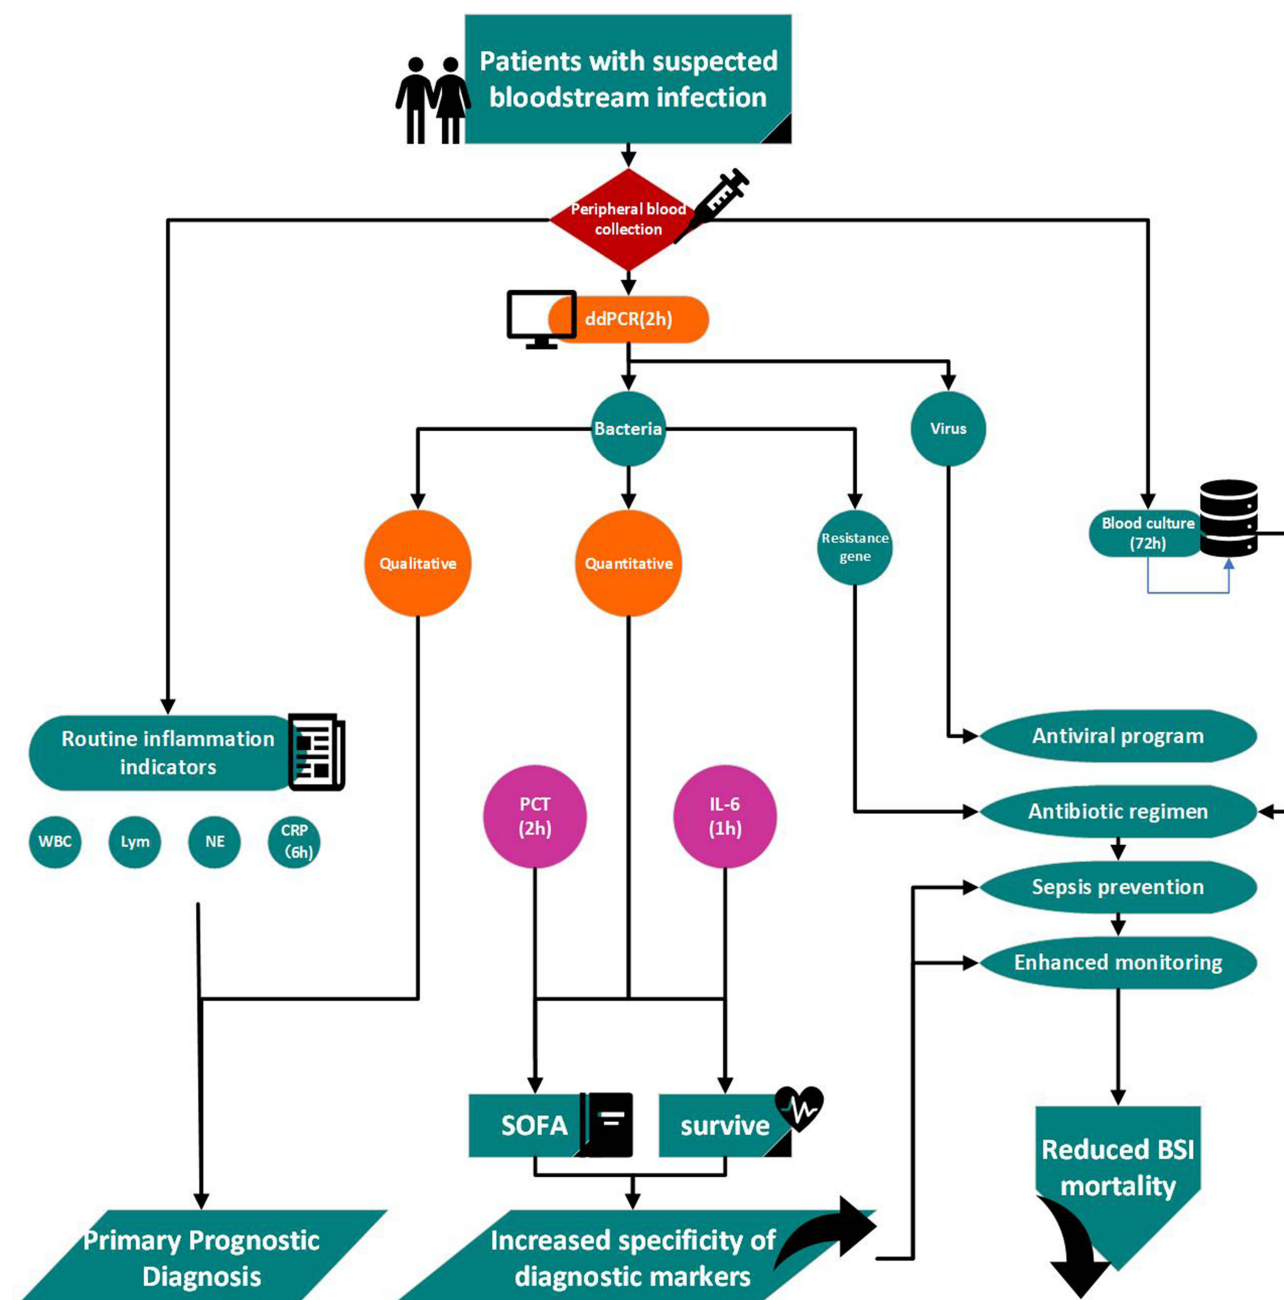 Patients with suspected
bloodstream infection
Peripheral blood
collection
ddPCR(2h)
Bacteria
Virus
Blood culture
(72h)
Qualitative
Quantitative
Resistance
gene
Routine inflammation
indicators
WBC
Lym
NE
CRP
（6h)
PCT
(2h)
IL-6
(1h)
Antiviral program
Antibiotic regimen
Sepsis prevention
Enhanced monitoring
SOFA
survive
Reduced BSI
mortality
Primary Prognostic
Diagnosis
Increased specificity of
diagnostic markers